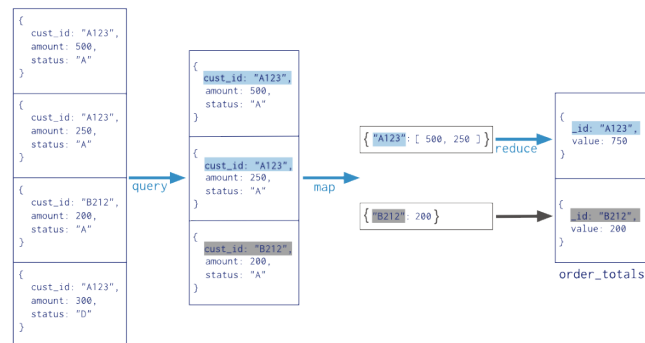 {
cust_id: "A123",
amount: 500,
status: "A"
}
{
cust_id: "A123",
amount: 250,
status: "A"
}
{
cust_id: "B212",
amount: 200,
status: "A"
}
{
cust_id: "A123",
amount: 300,
status: "D"
}
query
{
cust_id: "A123",
amount: 500,
status: "A"
}
{
cust_id: "A123",
amount: 250,
status: "A"
}
{
cust_id: "B212",
amount: 200,
status: "A"
}
map
{ "A123": [ 500, 250 ] }
{ "B212": 200 }
reduce
{
_id: "A123",
value: 750
}
{
_id: "B212",
value: 200
}
order_totals